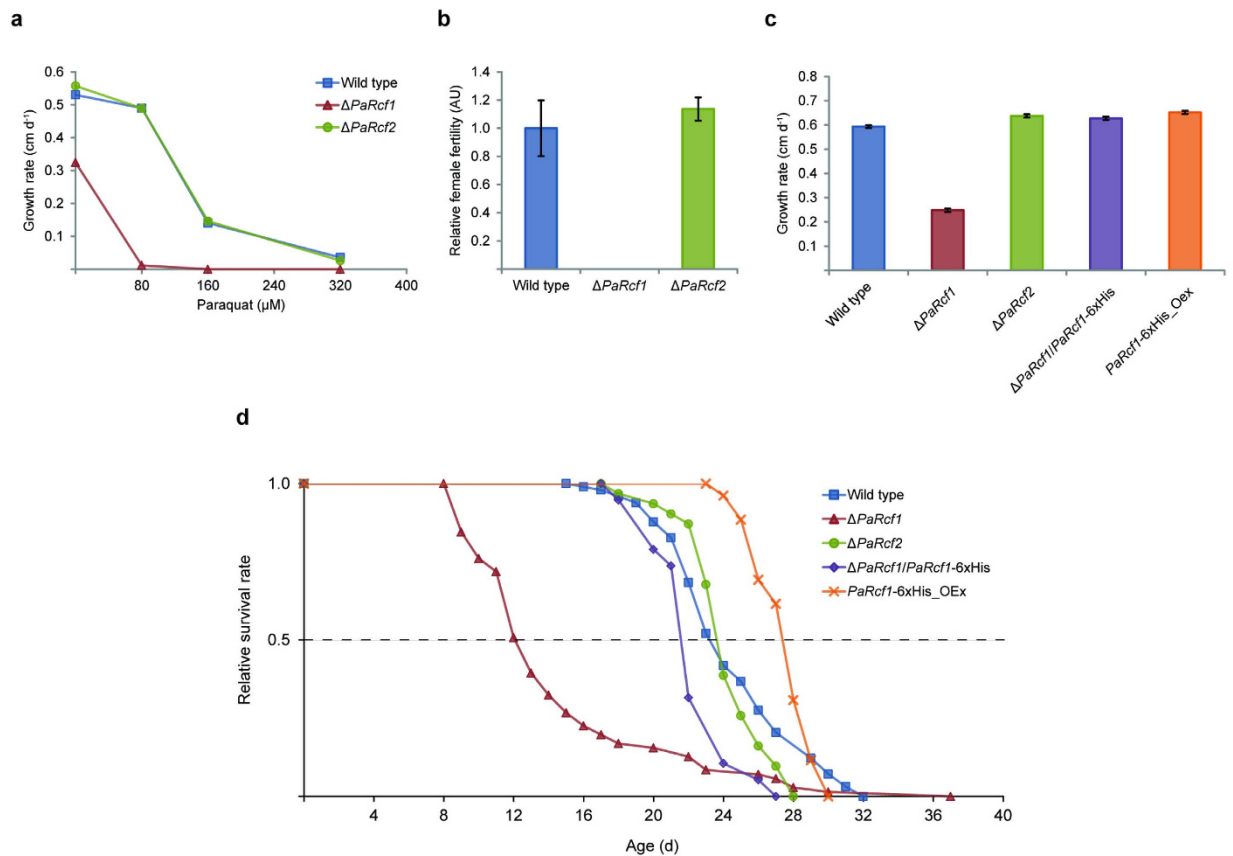 a
0.6
0.5
0.4
0.3
0.2
0.1
Growth rate (cm d⁻¹)
80 160 240 320 400
Paraquat (µM)
Wild type
ΔPaRcf1
ΔPaRcf2
b
1.4
1.2
1.0
0.8
0.6
0.4
0.2
Relative female fertility (AU)
Wild type ΔPaRcf1 ΔPaRcf2
c
0.8
0.7
0.6
0.5
0.4
0.3
0.2
0.1
Growth rate (cm d⁻¹)
Wild type
ΔPaRcf1
ΔPaRcf2
ΔPaRcf1/PaRcf1-6xHis
PaRcf1-6xHis_Oex
d
1.0
0.5
Relative survival rate
4 8 12 16 20 24 28 32 36 40
Age (d)
Wild type
ΔPaRcf1
ΔPaRcf2
ΔPaRcf1/PaRcf1-6xHis
PaRcf1-6xHis_OEx